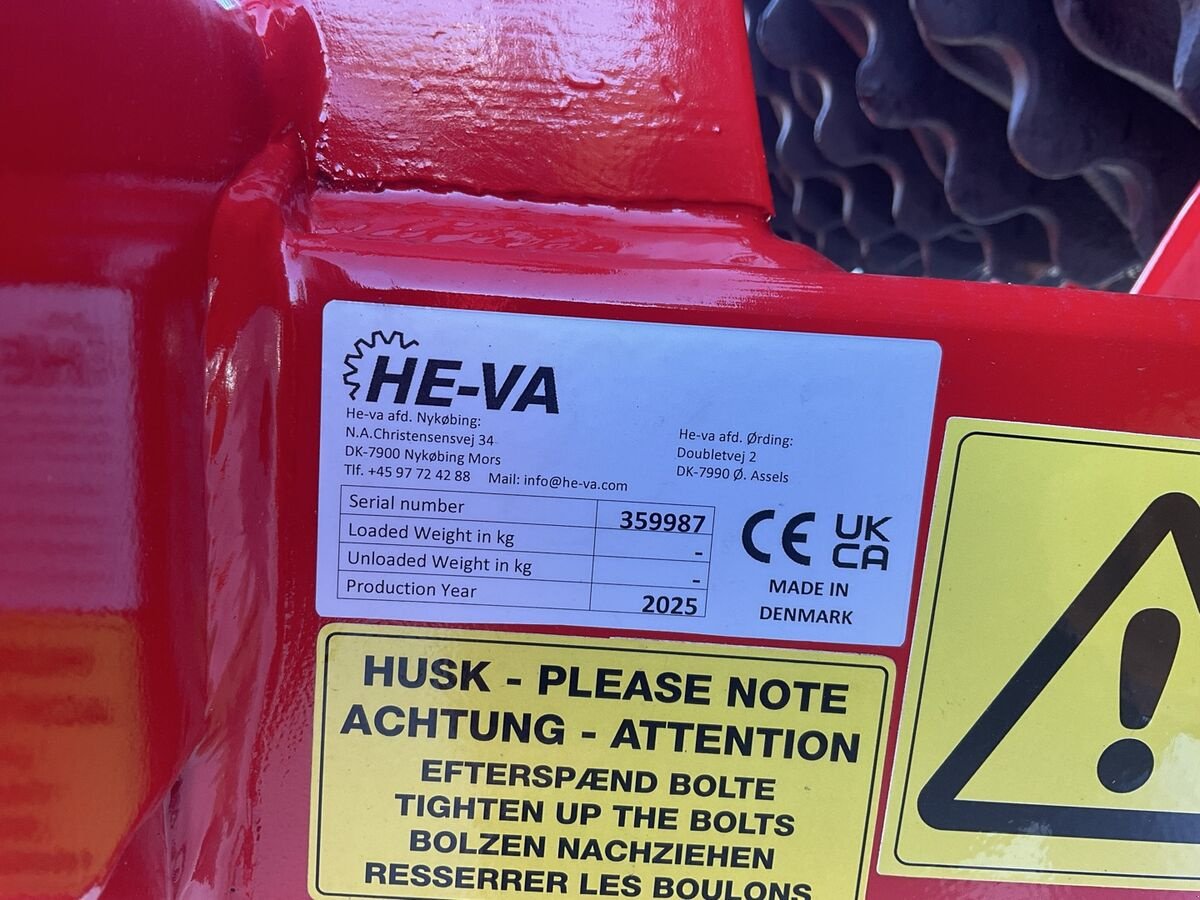 HE-VA
He-va afd. Nykøbing:
N.A.Christensensvej 34
DK-7900 Nykøbing Mors
Tlf. +45 97 72 42 88 Mail: info@he-va.com
He-va afd. Ørding:
Doubletvej 2
DK-7990 Ø. Assels
Serial number 359987
Loaded Weight in kg -
Unloaded Weight in kg -
Production Year 2025
CE UK
CA
MADE IN
DENMARK
HUSK - PLEASE NOTE
ACHTUNG - ATTENTION
EFTERSPÆND BOLTE
TIGHTEN UP THE BOLTS
BOLZEN NACHZIEHEN
RESSERRER LES BOULONS